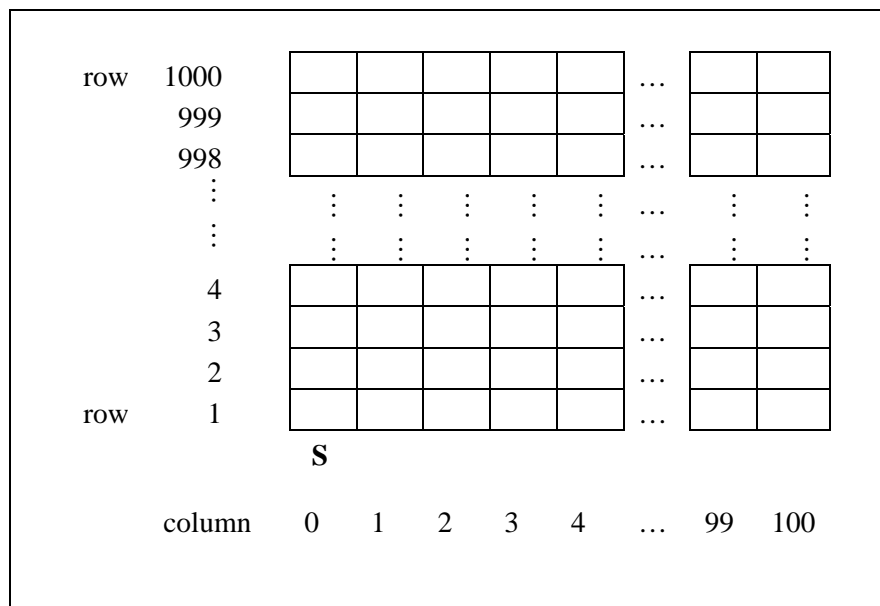 row 1000 …
999 …
998 …
⋮ ⋮ ⋮ ⋮ ⋮ ⋮ … ⋮ ⋮
⋮ ⋮ ⋮ ⋮ ⋮ ⋮ … ⋮ ⋮
4 …
3 …
2 …
row 1 …
S
column 0 1 2 3 4 … 99 100